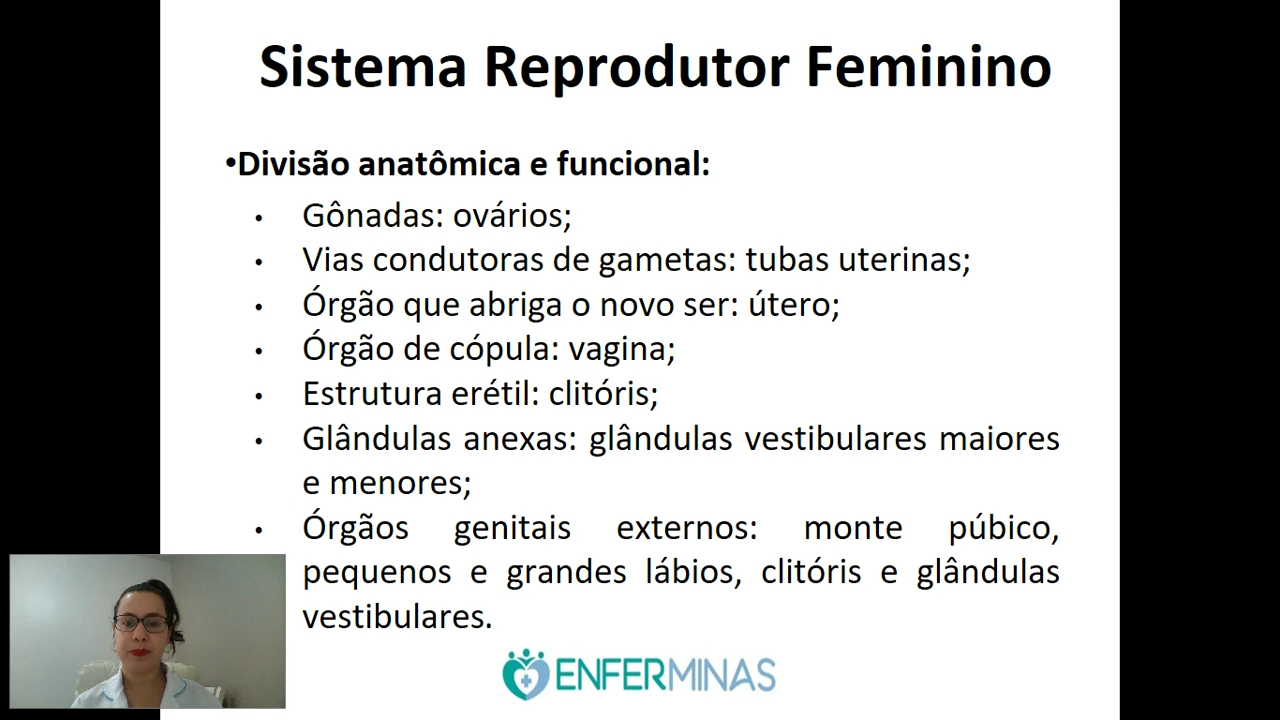 Sistema Reprodutor Feminino
•Divisão anatômica e funcional:
• Gônadas: ovários;
• Vias condutoras de gametas: tubas uterinas;
• Órgão que abriga o novo ser: útero;
• Órgão de cópula: vagina;
• Estrutura erétil: clitóris;
• Glândulas anexas: glândulas vestibulares maiores
e menores;
• Órgãos genitais externos: monte púbico,
pequenos e grandes lábios, clitóris e glândulas
vestibulares.
ENFERMINAS